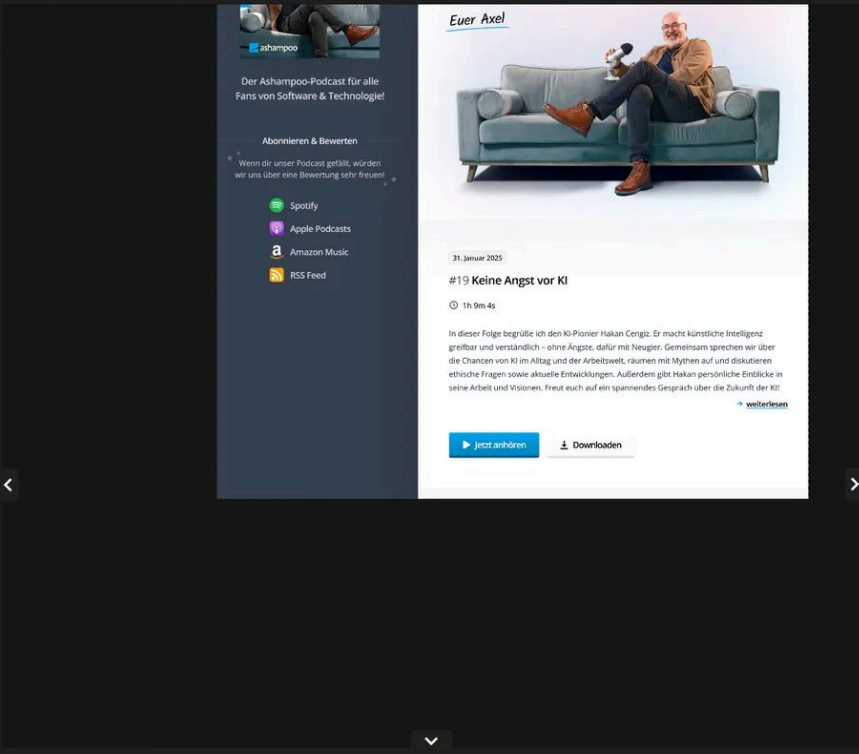 ashampoo
Der Ashampoo-Podcast für alle
Fans von Software & Technologie!
Abonnieren & Bewerten
Wenn dir unser Podcast gefällt, würden
wir uns über eine Bewertung sehr freuen!
Spotify
Apple Podcasts
Amazon Music
RSS Feed
Euer Axel
31. Januar 2025
#19 Keine Angst vor KI
1h 9m 4s
In dieser Folge begrüße ich den KI-Pionier Hakan Cengiz. Er macht künstliche Intelligenz
greifbar und verständlich – ohne Ängste, dafür mit Neugier. Gemeinsam sprechen wir über
die Chancen von KI im Alltag und der Arbeitswelt, räumen mit Mythen auf und diskutieren
ethische Fragen sowie aktuelle Entwicklungen. Außerdem gibt Hakan persönliche Einblicke in
seine Arbeit und Visionen. Freut euch auf ein spannendes Gespräch über die Zukunft der KI!
weiterlesen
Jetzt anhören
Downloaden